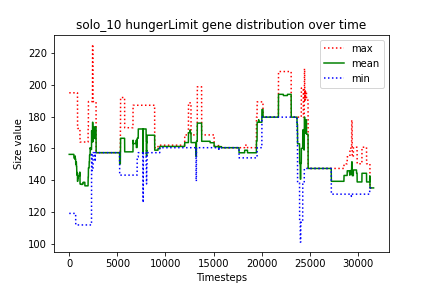 solo_10 hungerLimit gene distribution over time
max
mean
min
Size value
220
200
180
160
140
120
100
0
5000
10000
15000
20000
25000
30000
Timesteps